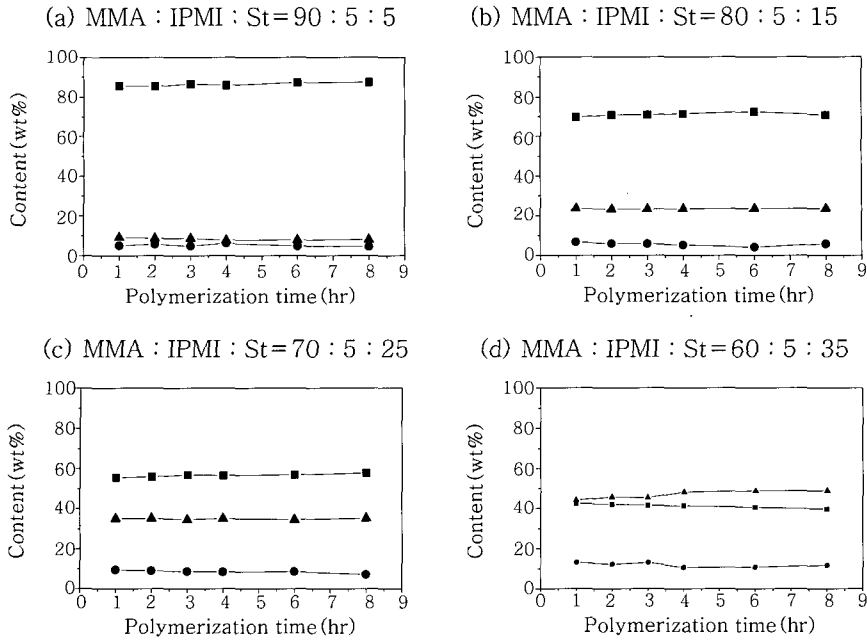 (a) MMA : IPMI : St=90 : 5 : 5
Content(wt%)
100
80
60
40
20
0
0 1 2 3 4 5 6 7 8 9
Polymerization time(hr)
(b) MMA : IPMI : St=80 : 5 : 15
Content(wt%)
100
80
60
40
20
0
0 1 2 3 4 5 6 7 8 9
Polymerization time(hr)
(c) MMA : IPMI : St=70 : 5 : 25
Content(wt%)
100
80
60
40
20
0
0 1 2 3 4 5 6 7 8 9
Polymerization time(hr)
(d) MMA : IPMI : St=60 : 5 : 35
Content(wt%)
100
80
60
40
20
0
0 1 2 3 4 5 6 7 8 9
Polymerization time(hr)